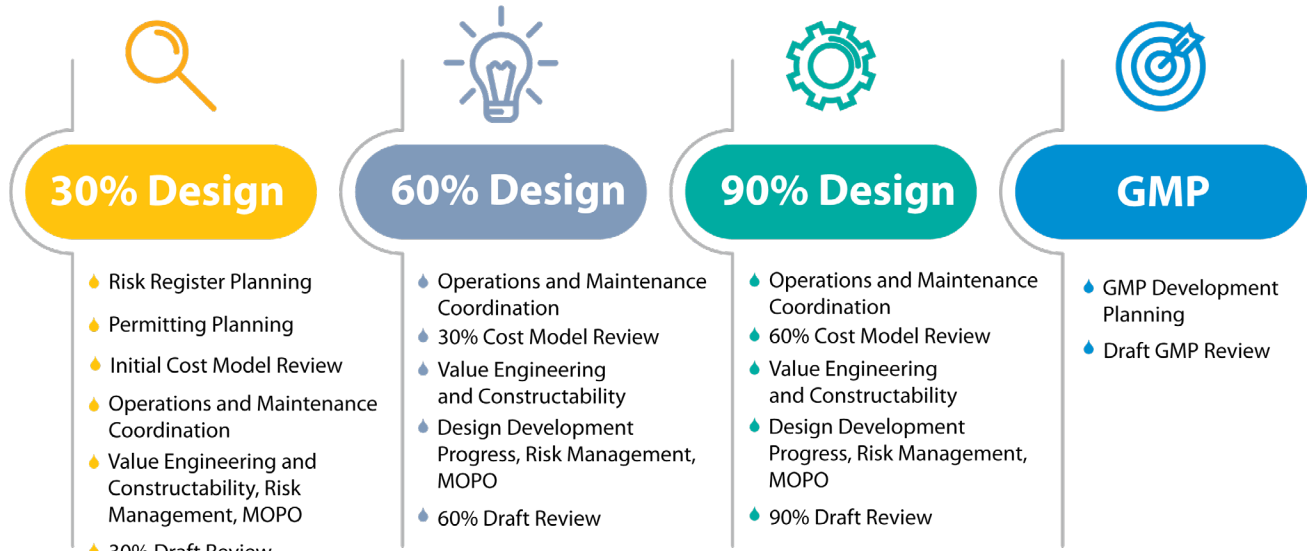 30% Design
Risk Register Planning
Permitting Planning
Initial Cost Model Review
Operations and Maintenance
Coordination
Value Engineering and
Constructability, Risk
Management, MOPO
30% Draft Review
60% Design
Operations and Maintenance
Coordination
30% Cost Model Review
Value Engineering
and Constructability
Design Development
Progress, Risk Management,
MOPO
60% Draft Review
90% Design
Operations and Maintenance
Coordination
60% Cost Model Review
Value Engineering
and Constructability
Design Development
Progress, Risk Management,
MOPO
90% Draft Review
GMP
GMP Development
Planning
Draft GMP Review